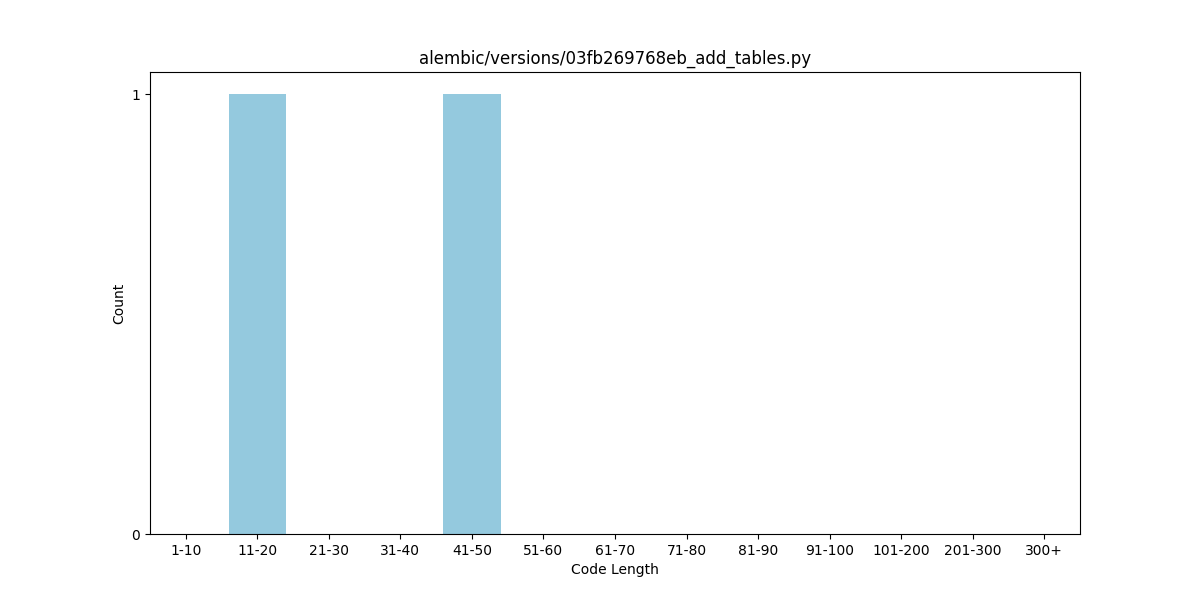 alembic/versions/03fb269768eb_add_tables.py
1
Count
0
1-10 11-20 21-30 31-40 41-50 51-60 61-70 71-80 81-90 91-100 101-200 201-300 300+
Code Length